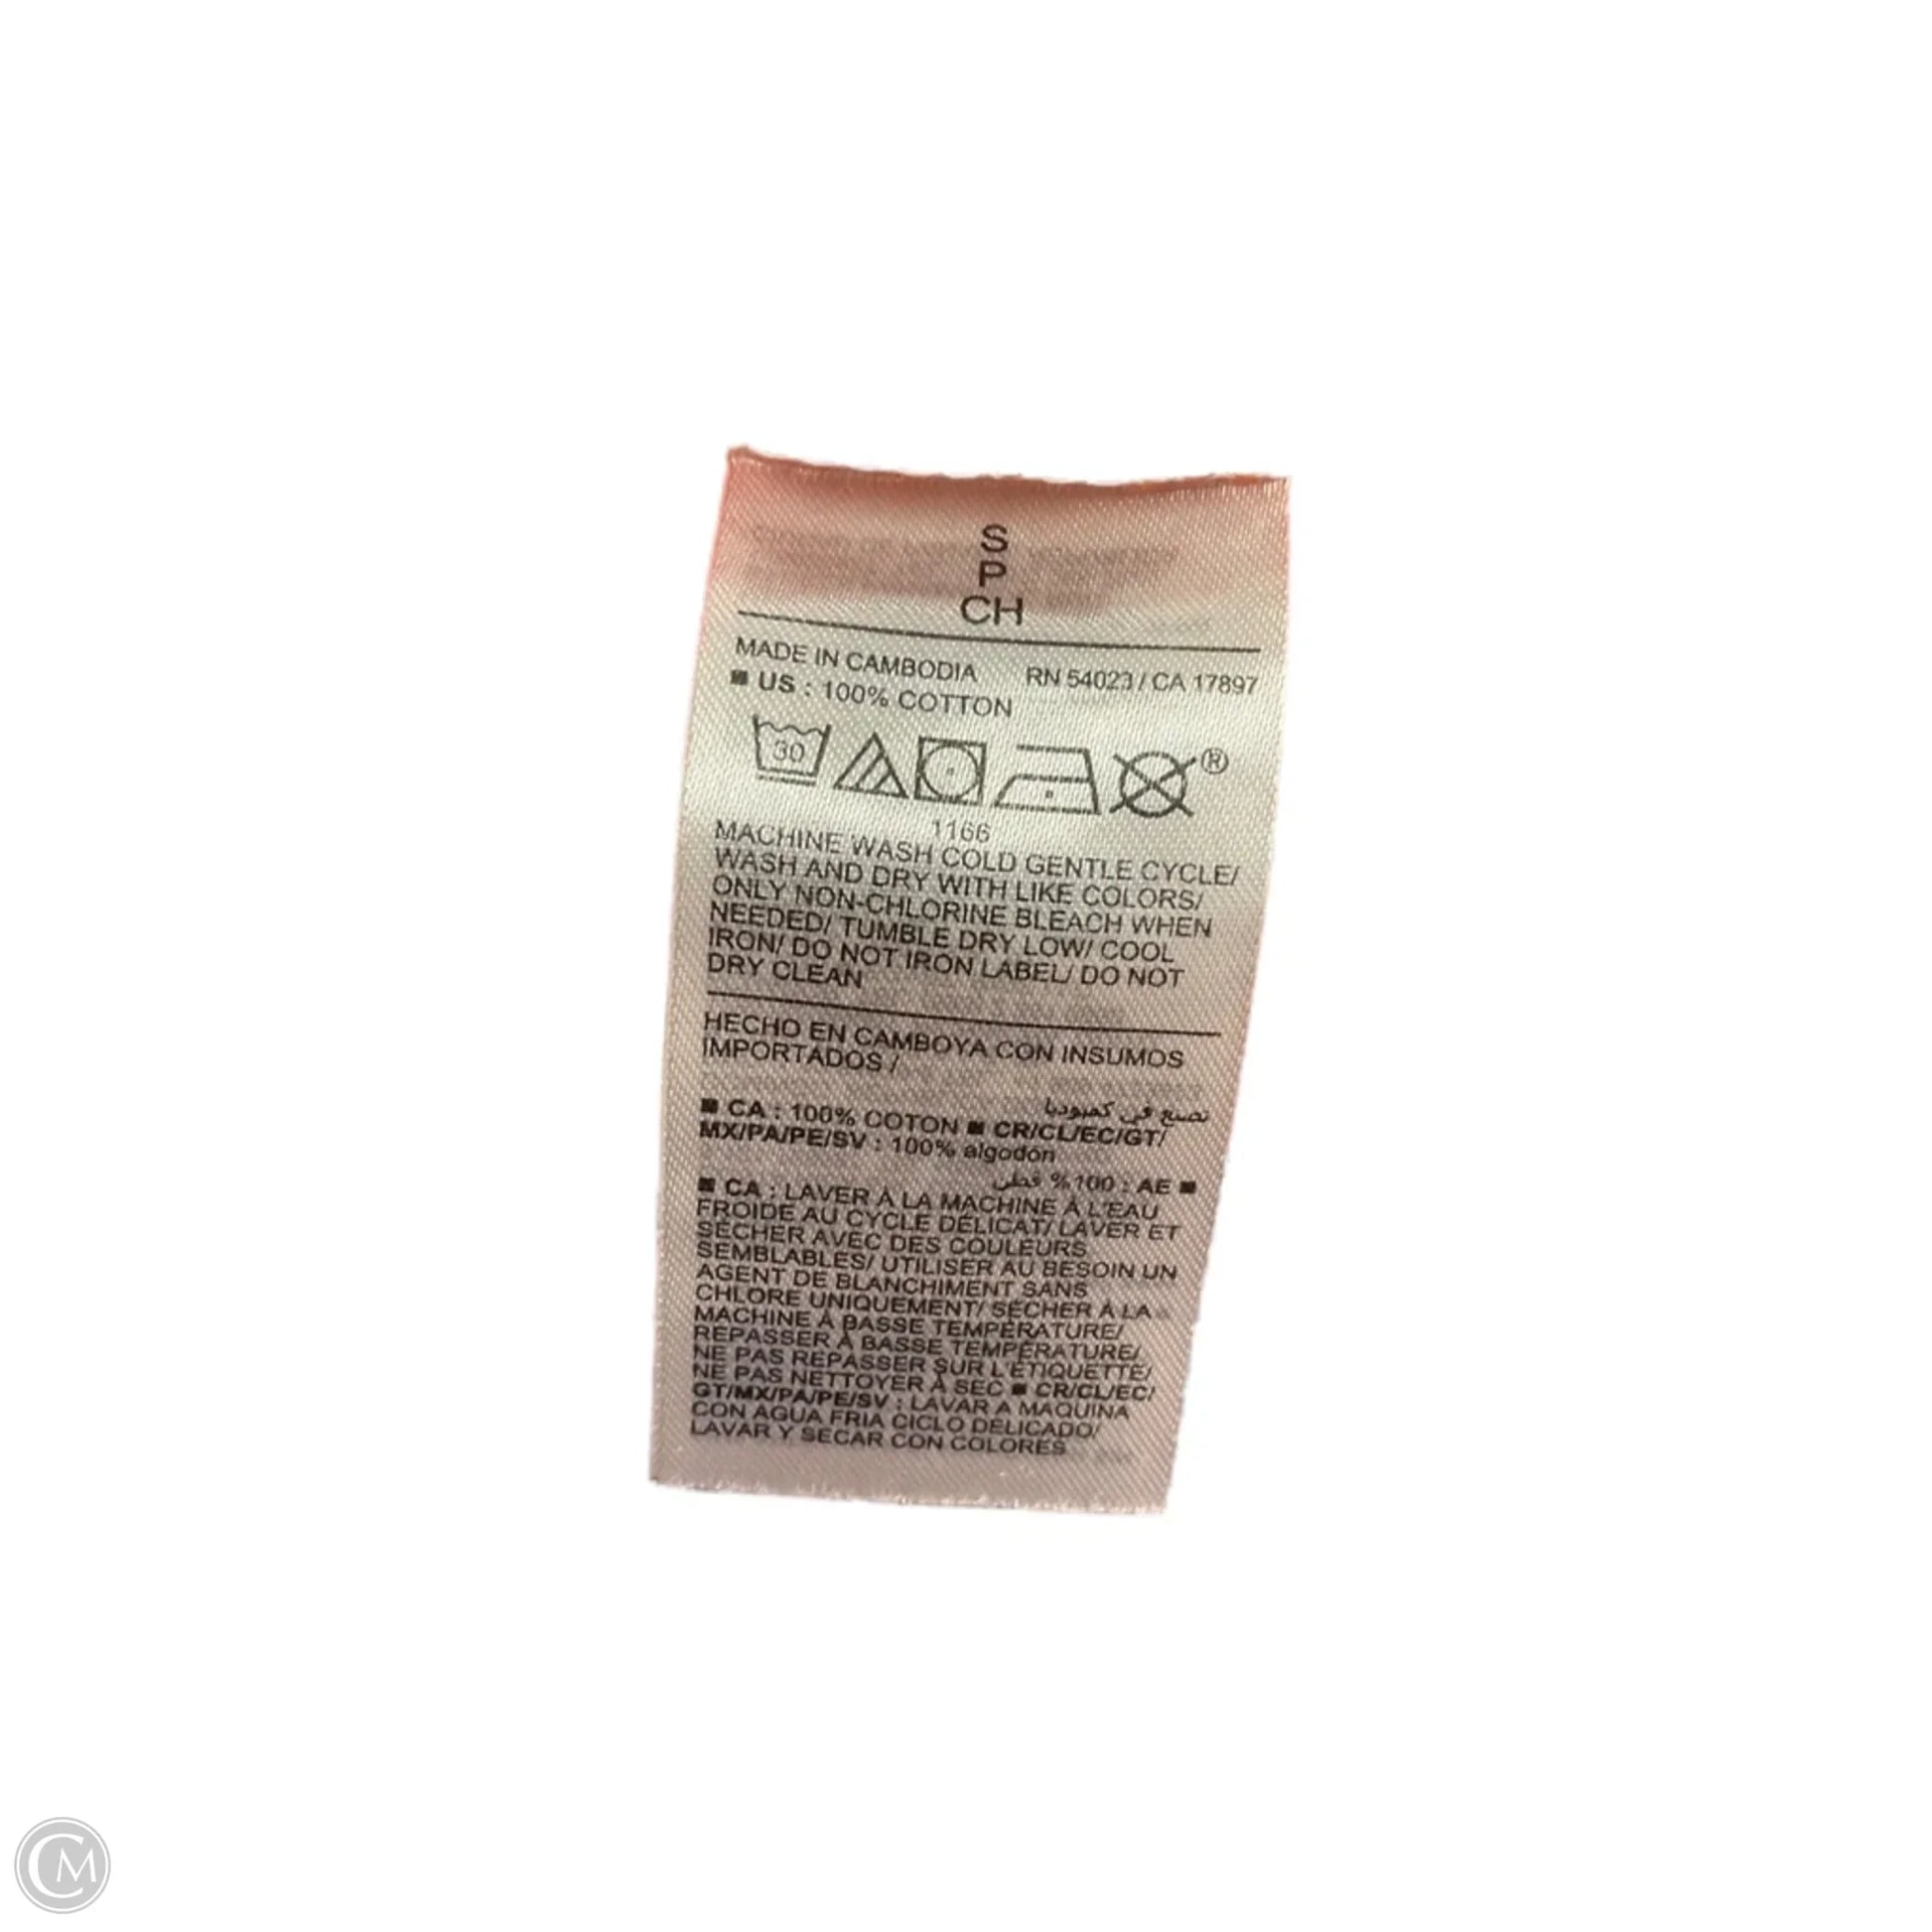 S
P
CH
MADE IN CAMBODIA RN 54023 / CA 17897
■ US : 100% COTTON
30
®
1166
MACHINE WASH COLD GENTLE CYCLE/
WASH AND DRY WITH LIKE COLORS/
ONLY NON-CHLORINE BLEACH WHEN
NEEDED/ TUMBLE DRY LOW/ COOL
IRON/ DO NOT IRON LABEL/ DO NOT
DRY CLEAN
HECHO EN CAMBOYA CON INSUMOS
IMPORTADOS /
تصنع في كمبوديا
■ CA : 100% COTON ■ CR/CL/EC/GT/
MX/PA/PE/SV : 100% algodón
■ AE : 100% قطن
■ CA : LAVER À LA MACHINE À L'EAU
FROIDE AU CYCLE DÉLICAT/ LAVER ET
SÉCHER AVEC DES COULEURS
SEMBLABLES/ UTILISER AU BESOIN UN
AGENT DE BLANCHIMENT SANS
CHLORE UNIQUEMENT/ SÉCHER À LA
MACHINE À BASSE TEMPÉRATURE/
REPASSER À BASSE TEMPÉRATURE/
NE PAS REPASSER SUR L'ÉTIQUETTE/
NE PAS NETTOYER À SEC ■ CR/CL/EC/
GT/MX/PA/PE/SV : LAVAR A MAQUINA
CON AGUA FRIA CICLO DELICADO/
LAVAR Y SECAR CON COLORES
CM